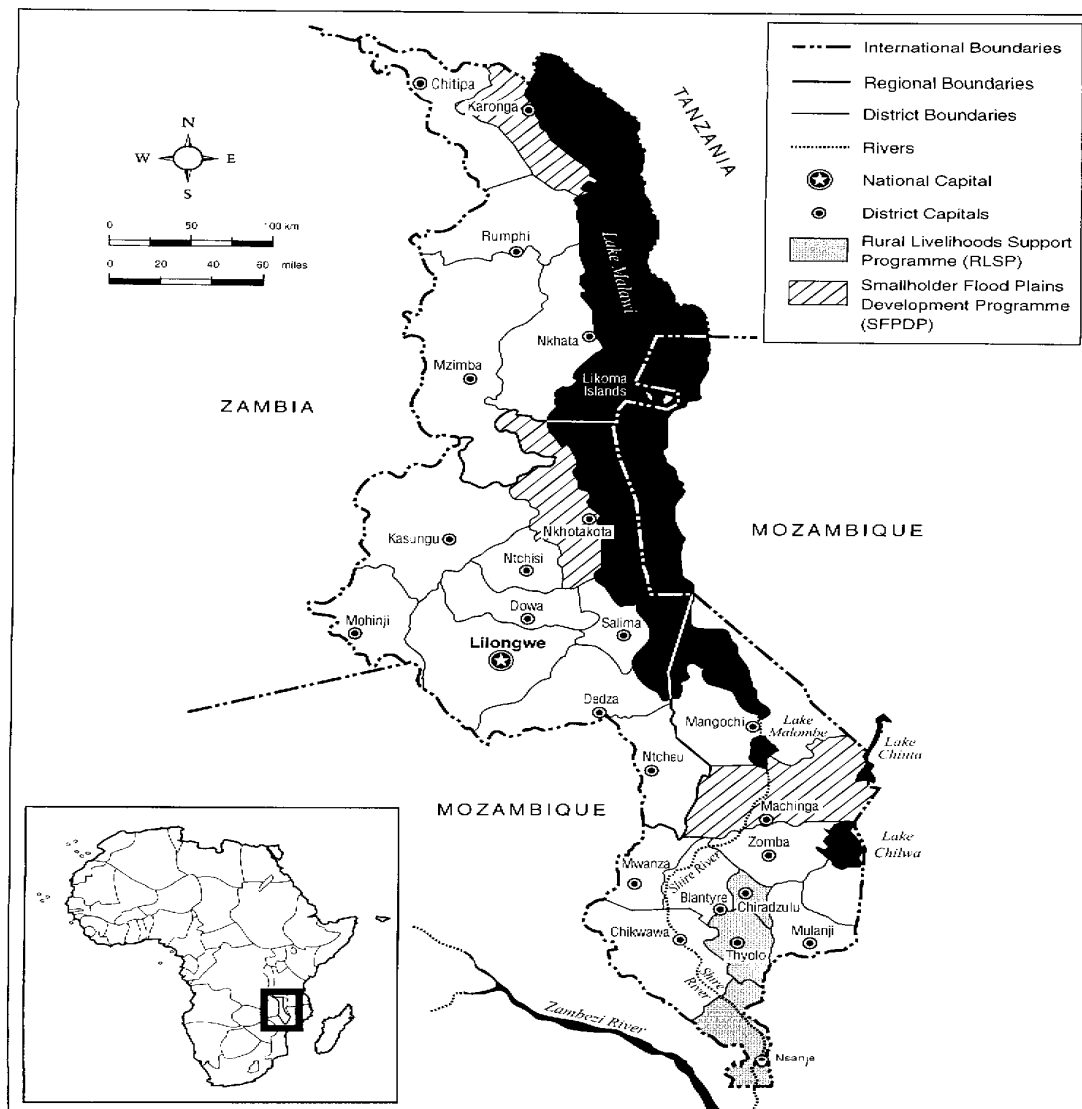 International Boundaries
Regional Boundaries
District Boundaries
Rivers
National Capital
District Capitals
Rural Livelihoods Support
Programme (RLSP)
Smallholder Flood Plains
Development Programme
(SFPDP)
N
W E
S
0 50 100 km
0 20 40 60 miles
Chitipa
Karonga
TANZANIA
Rumphi
Lake Malawi
Nkhata
Mzimba
Likoma
Islands
ZAMBIA
Nkhotakota
MOZAMBIQUE
Kasungu
Ntchisi
Dowa
Mohinji
Salima
Lilongwe
Dedza
Mangochi
Lake
Malombe
Lake
Chiuta
Ntcheu
MOZAMBIQUE
Machinga
Zomba
Lake
Chilwa
Mwanza
Shire River
Blantyre
Chiradzulu
Chikwawa
Thyolo
Mulanji
Shire
River
Zambezi River
Nsanje